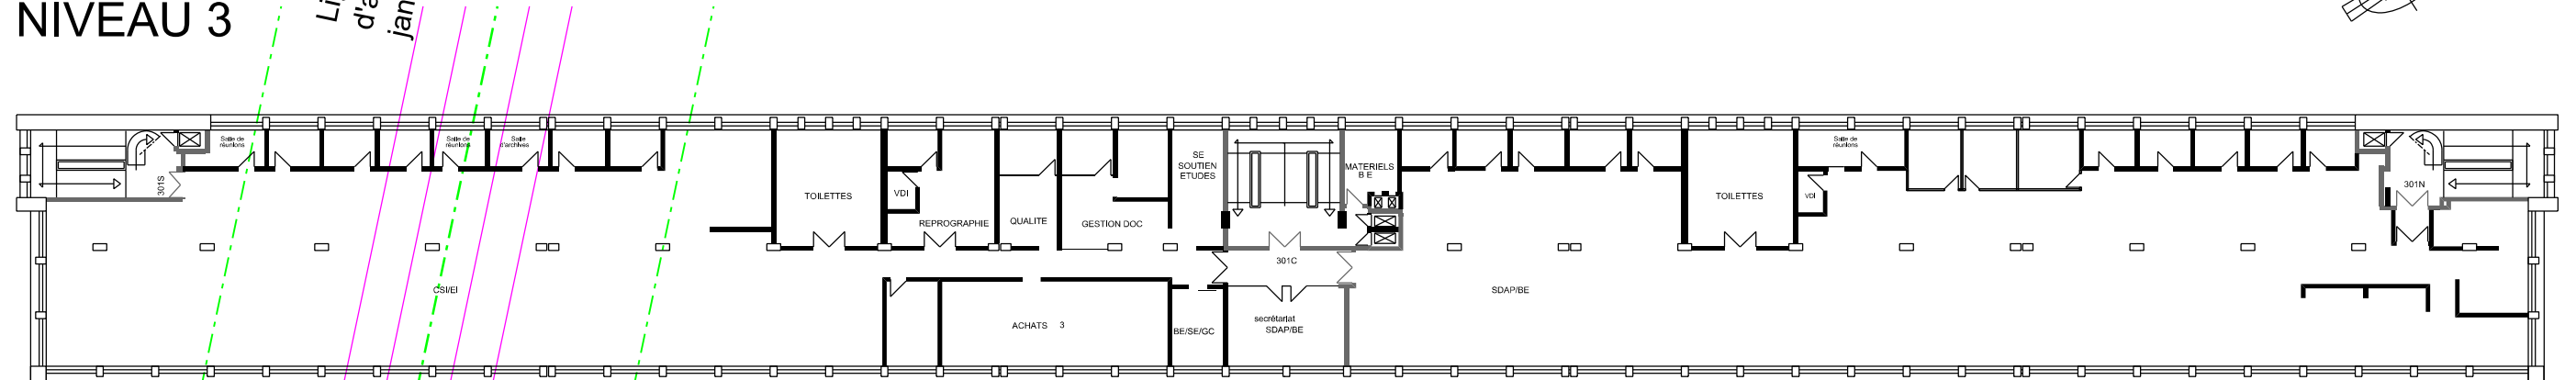 NIVEAU 3
Salle de
réunions
Salle de
réunions
Salle
d'archives
301S
TOILETTES
VDI
REPROGRAPHIE
QUALITE
GESTION DOC
SE
SOUTIEN
ETUDES
MATERIELS
B E
301C
TOILETTES
Salle de
réunions
VDI
301N
CSI/EI
ACHATS 3
BE/SE/GC
secrétariat
SDAP/BE
SDAP/BE